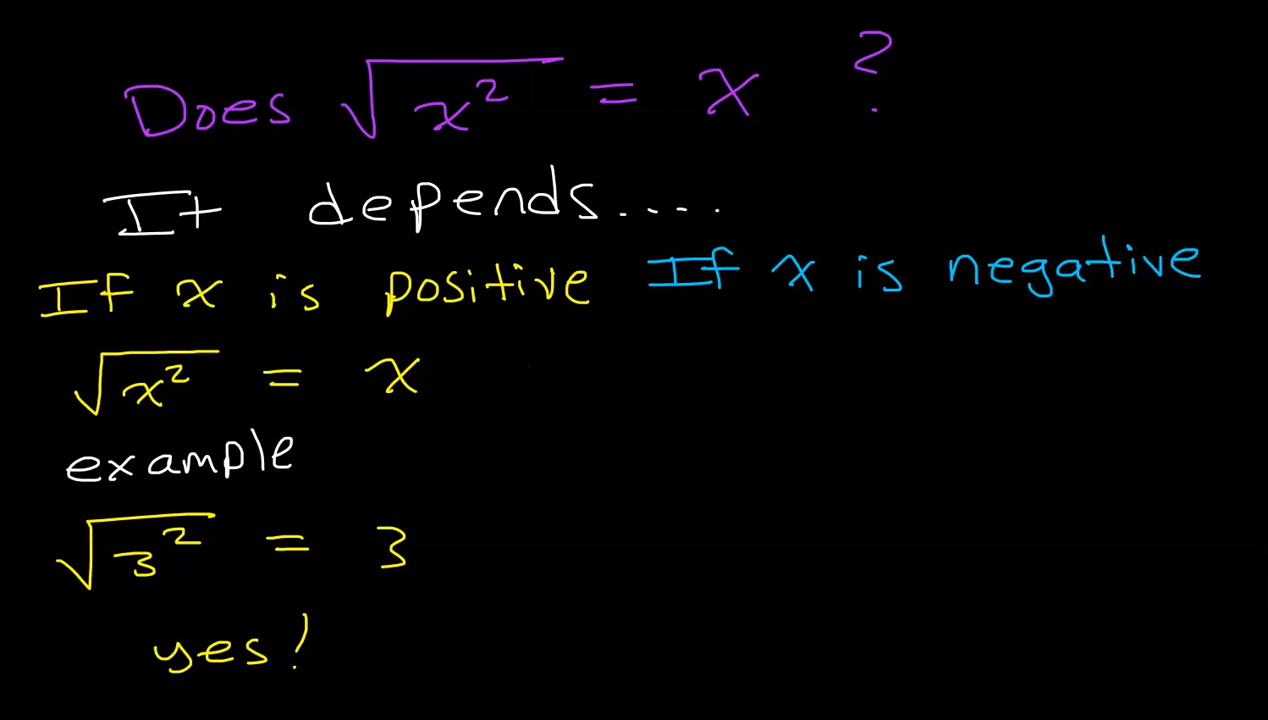 Does √x² = x ?
It depends....
If x is positive
√x² = x
example
√3² = 3
yes!
If x is negative